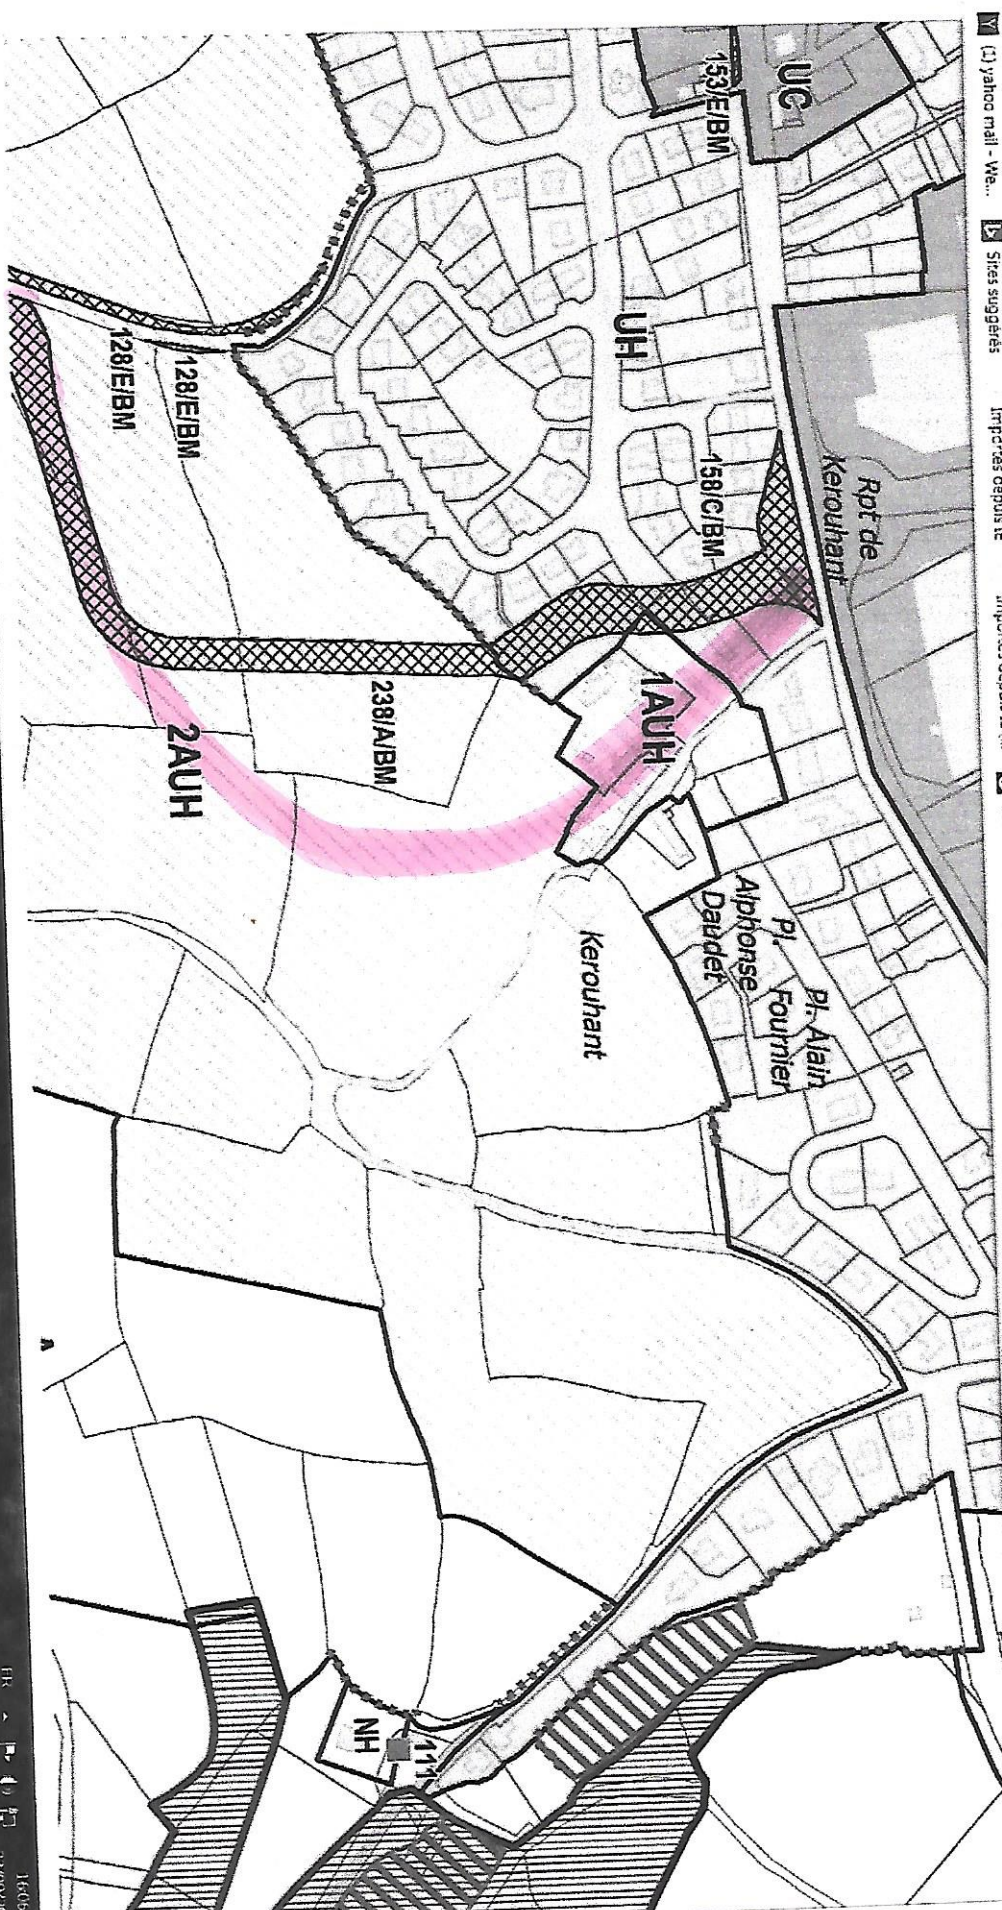 (1) yahoo mail - We...
Sites suggérés
UC
153/E/BM
UH
Rpt de
Kerouhant
158/C/BM
128/E/BM
128/E/BM
1AUH
238/A/BM
2AUH
Pl.
Alphonse
Daudet
Pl. Alain
Fournier
Kerouhant
NH
111
FR